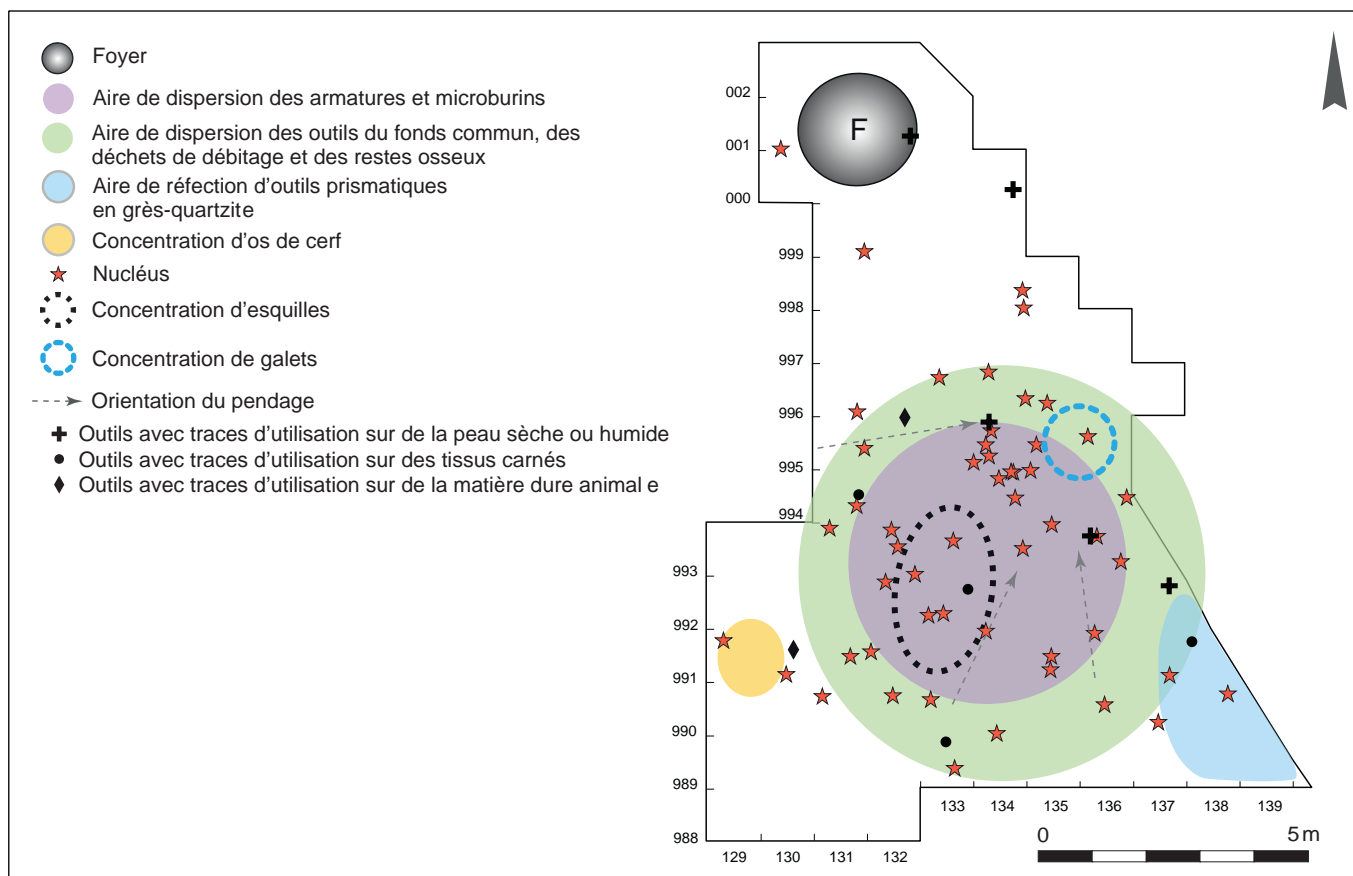 Foyer
Aire de dispersion des armatures et microburins
Aire de dispersion des outils du fonds commun, des
déchets de débitage et des restes osseux
Aire de réfection d'outils prismatiques
en grès-quartzite
Concentration d'os de cerf
Nucléus
Concentration d'esquilles
Concentration de galets
Orientation du pendage
Outils avec traces d'utilisation sur de la peau sèche ou humide
Outils avec traces d'utilisation sur des tissus carnés
Outils avec traces d'utilisation sur de la matière dure animal e
F
002
001
000
999
998
997
996
995
994
993
992
991
990
989
988
133 134 135 136 137 138 139
129 130 131 132
0 5 m